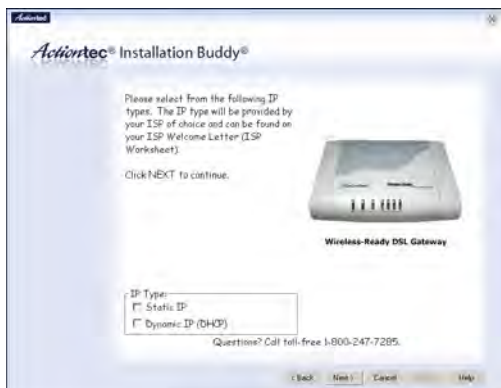 Actiontec
Actiontec® Installation Buddy®
Please select from the following IP
types. The IP type will be provided by
your ISP of choice and can be found on
your ISP Welcome Letter (ISP
Worksheet).
Click NEXT to continue.
Wireless-Ready DSL Gateway
IP Type:
Static IP
Dynamic IP (DHCP)
Questions? Call toll-free 1-800-247-7285.
< Back
Next >
Cancel
Help